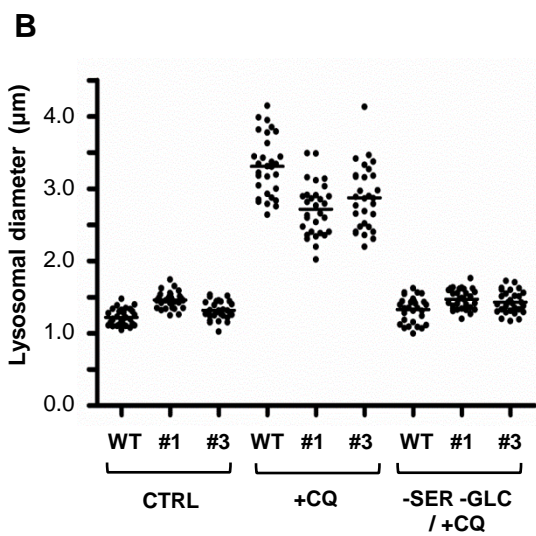 B
Lysosomal diameter (μm)
4.0
3.0
2.0
1.0
0.0
WT #1 #3 WT #1 #3 WT #1 #3
CTRL +CQ -SER -GLC
/ +CQ